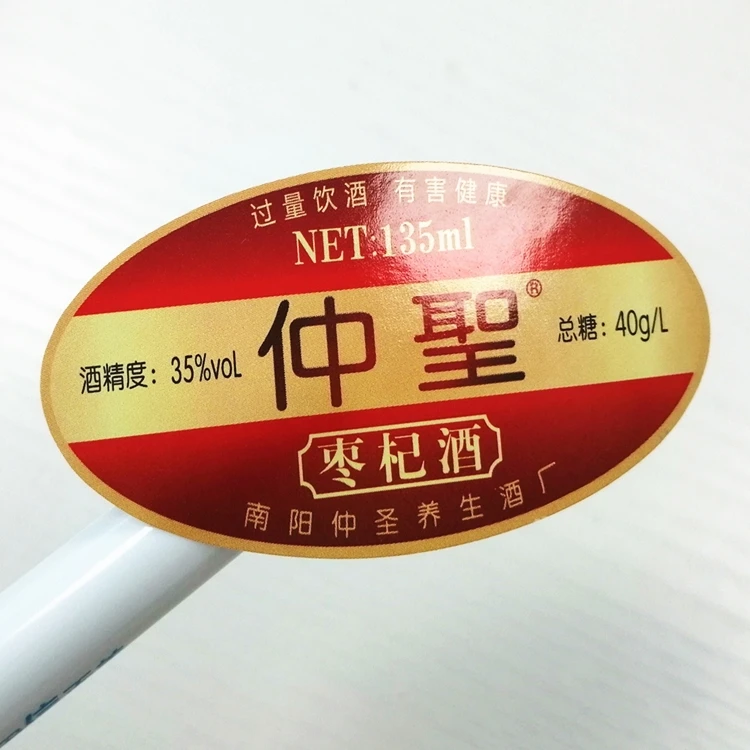 过量饮酒 有害健康
NET:135ml
酒精度：35%voL
仲聖®
总糖：40g/L
枣杞酒
南阳仲圣养生酒厂